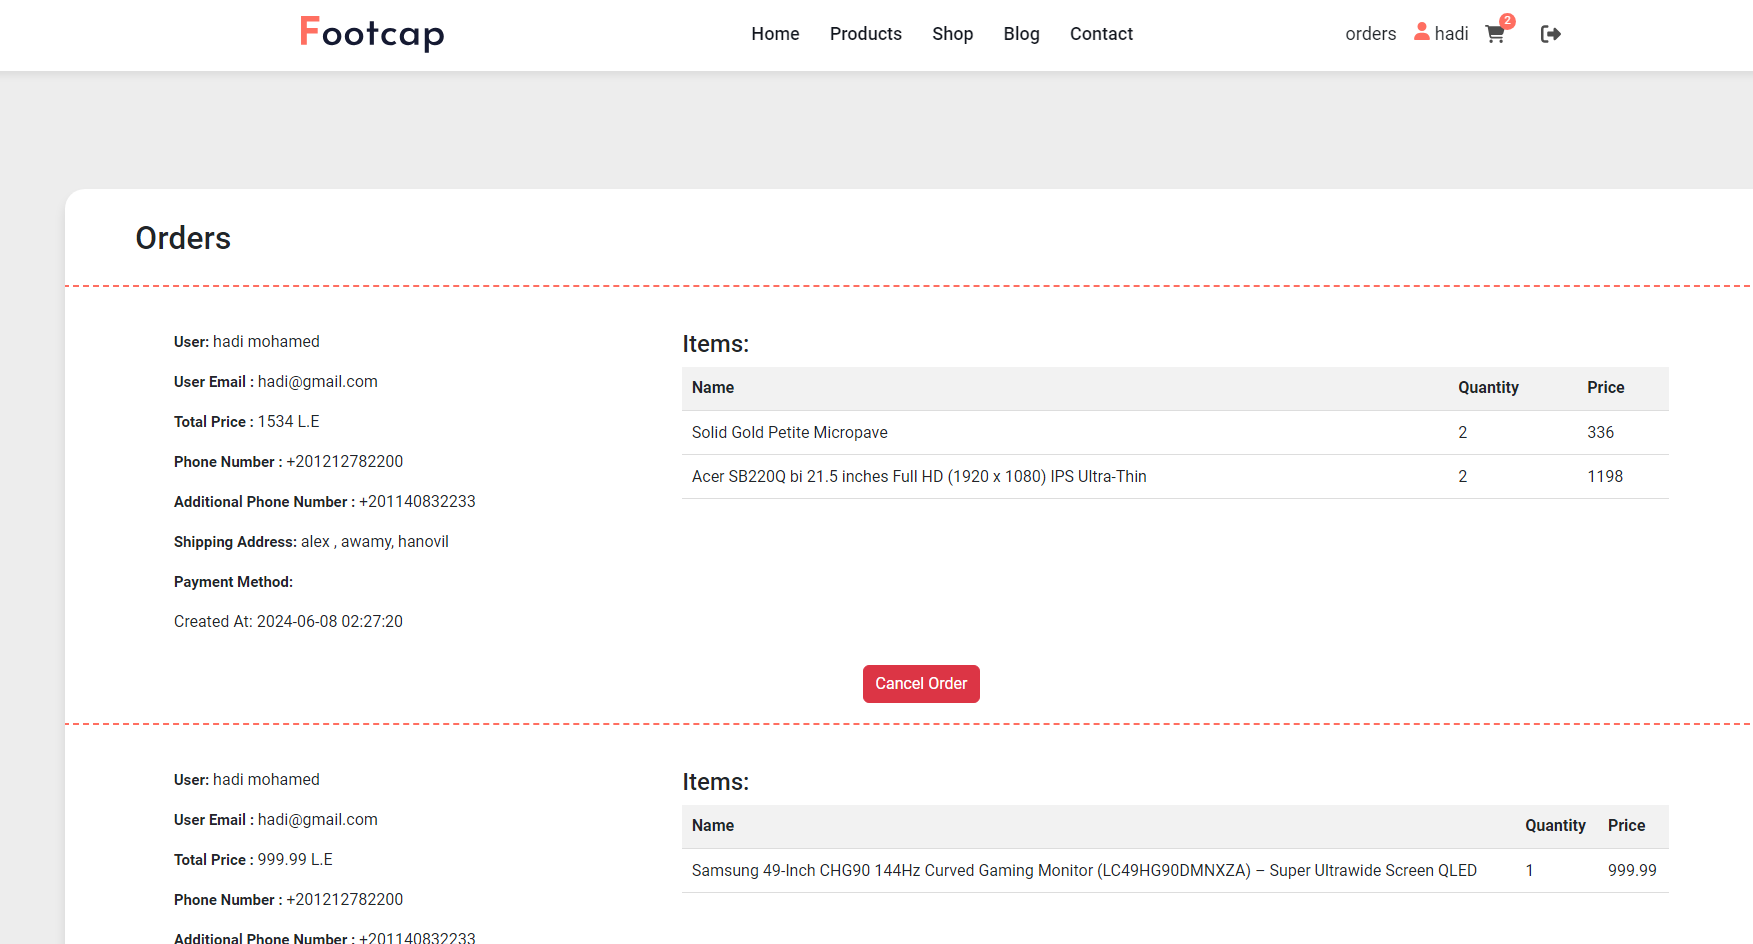 Footcap
Home Products Shop Blog Contact
orders hadi 2
Orders
User: hadi mohamed
User Email : hadi@gmail.com
Total Price : 1534 L.E
Phone Number : +201212782200
Additional Phone Number : +201140832233
Shipping Address: alex , awamy, hanovil
Payment Method:
Created At: 2024-06-08 02:27:20
Items:
Name Quantity Price
Solid Gold Petite Micropave 2 336
Acer SB220Q bi 21.5 inches Full HD (1920 x 1080) IPS Ultra-Thin 2 1198
Cancel Order
User: hadi mohamed
User Email : hadi@gmail.com
Total Price : 999.99 L.E
Phone Number : +201212782200
Additional Phone Number : +201140832233
Items:
Name Quantity Price
Samsung 49-Inch CHG90 144Hz Curved Gaming Monitor (LC49HG90DMNXZA) – Super Ultrawide Screen QLED 1 999.99